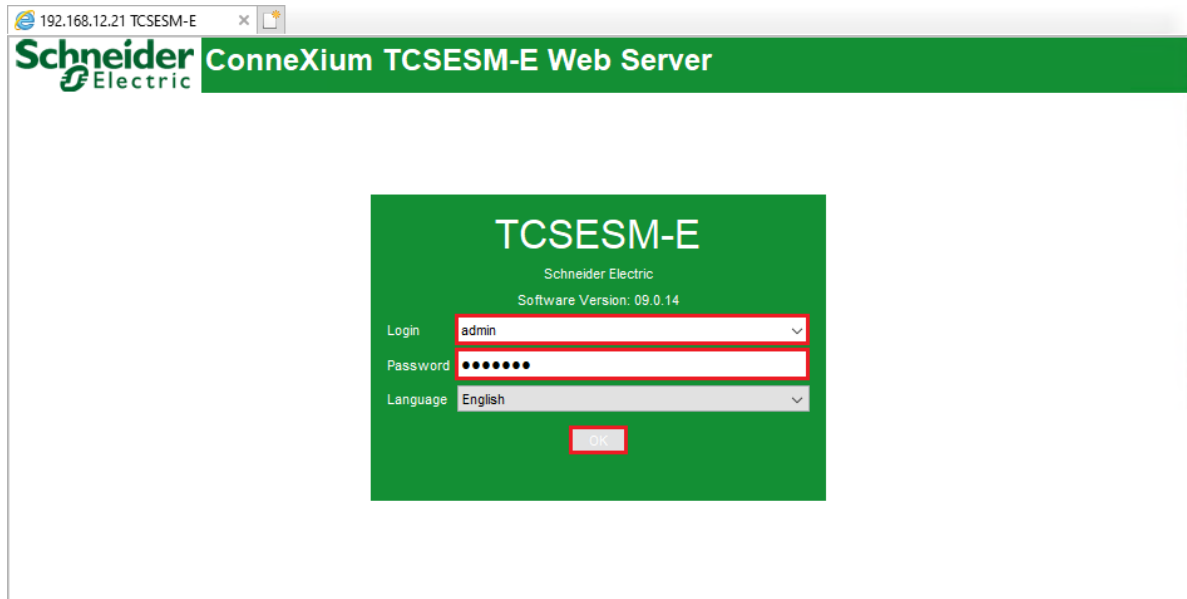 192.168.12.21 TCSESM-E
Schneider Electric
ConneXium TCSESM-E Web Server
TCSESM-E
Schneider Electric
Software Version: 09.0.14
Login admin
Password •••••••
Language English
OK